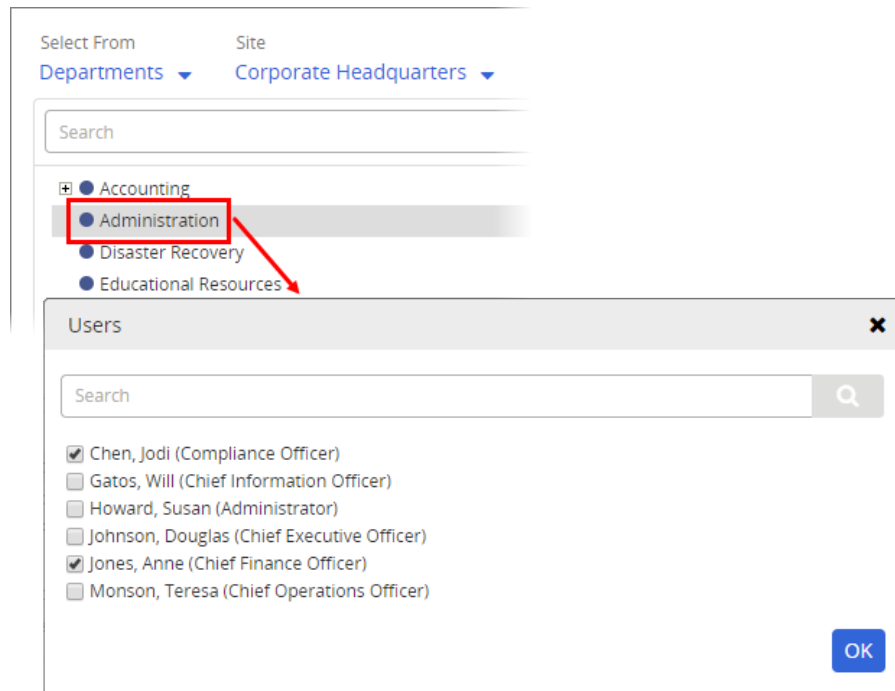 Select From Site
Departments Corporate Headquarters
Search
Accounting
Administration
Disaster Recovery
Educational Resources
Users
Search
Chen, Jodi (Compliance Officer)
Gatos, Will (Chief Information Officer)
Howard, Susan (Administrator)
Johnson, Douglas (Chief Executive Officer)
Jones, Anne (Chief Finance Officer)
Monson, Teresa (Chief Operations Officer)
OK